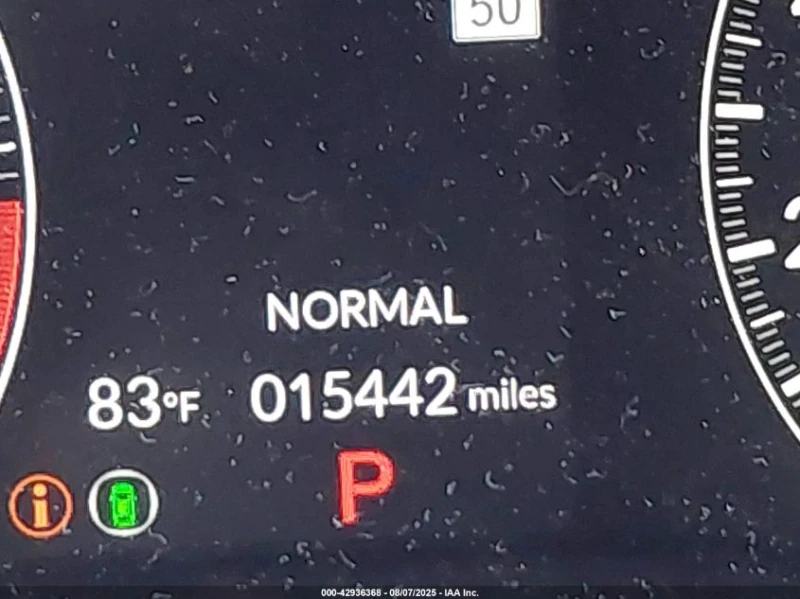 50
NORMAL
83°F 015442 miles
P
000-42936368 - 08/07/2025 - IAA Inc.